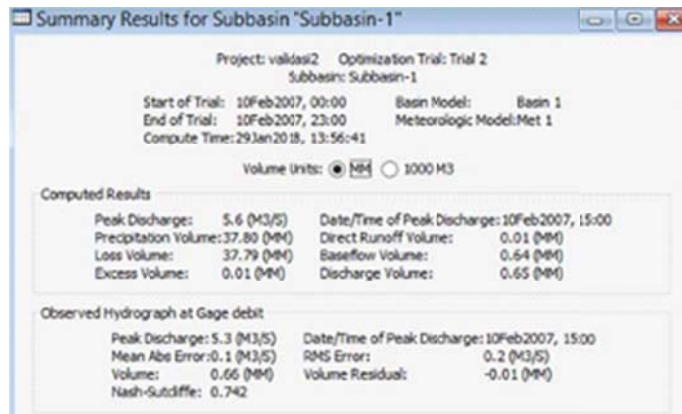 Summary Results for Subbasin "Subbasin-1"
Project: validasi2 Optimization Trial: Trial 2
Subbasin: Subbasin-1
Start of Trial: 10Feb2007, 00:00 Basin Model: Basin 1
End of Trial: 10Feb2007, 23:00 Meteorologic Model:Met 1
Compute Time:29Jan2018, 13:56:41
Volume Units: MM 1000 M3
Computed Results
Peak Discharge: 5.6 (M3/S) Date/Time of Peak Discharge:10Feb2007, 15:00
Precipitation Volume:37.80 (MM) Direct Runoff Volume: 0.01 (MM)
Loss Volume: 37.79 (MM) Baseflow Volume: 0.64 (MM)
Excess Volume: 0.01 (MM) Discharge Volume: 0.65 (MM)
Observed Hydrograph at Gage debit
Peak Discharge:5.3 (M3/S) Date/Time of Peak Discharge:10Feb2007, 15:00
Mean Abs Error:0.1 (M3/S) RMS Error: 0.2 (M3/S)
Volume: 0.66 (MM) Volume Residual: -0.01 (MM)
Nash-Sutcliffe: 0.742